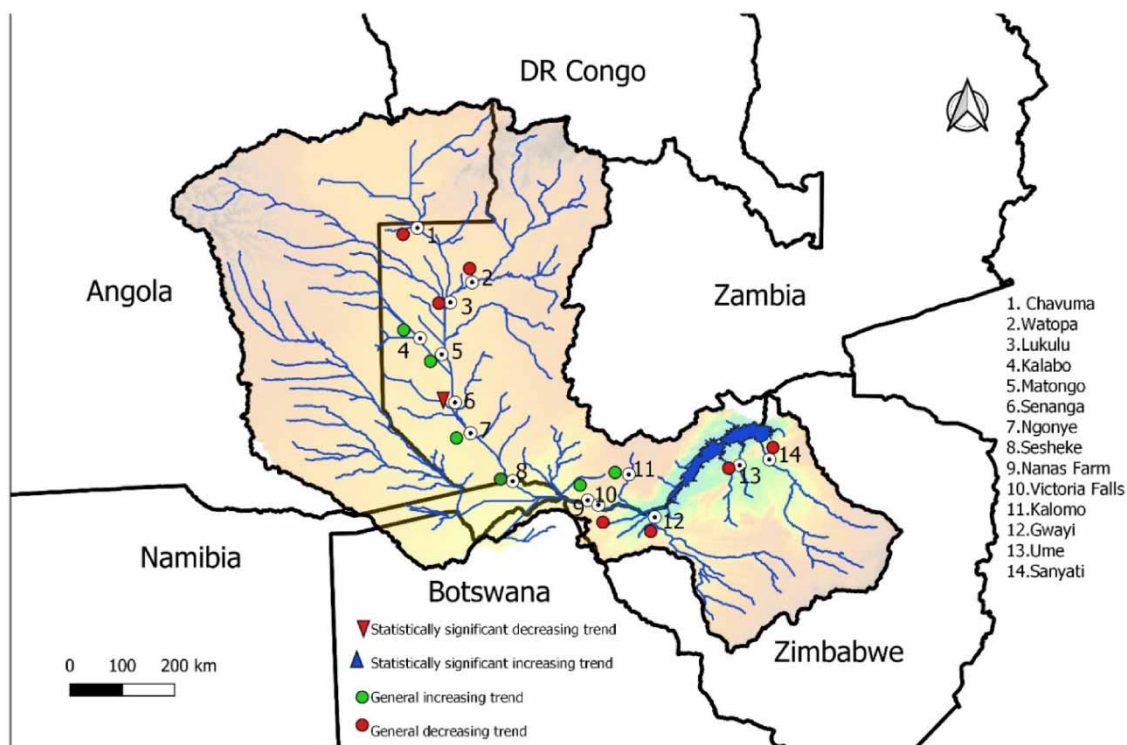 DR Congo
1
2
Angola
3
Zambia
4
5
6
7
8
9
10
11
12
13
14
1. Chavuma
2.Watopa
3.Lukulu
4.Kalabo
5.Matongo
6.Senanga
7.Ngonye
8.Sesheke
9.Nanas Farm
10.Victoria Falls
11.Kalomo
12.Gwayi
13.Ume
14.Sanyati
Namibia
Botswana
Zimbabwe
Statistically significant decreasing trend
Statistically significant increasing trend
General increasing trend
General decreasing trend
0 100 200 km